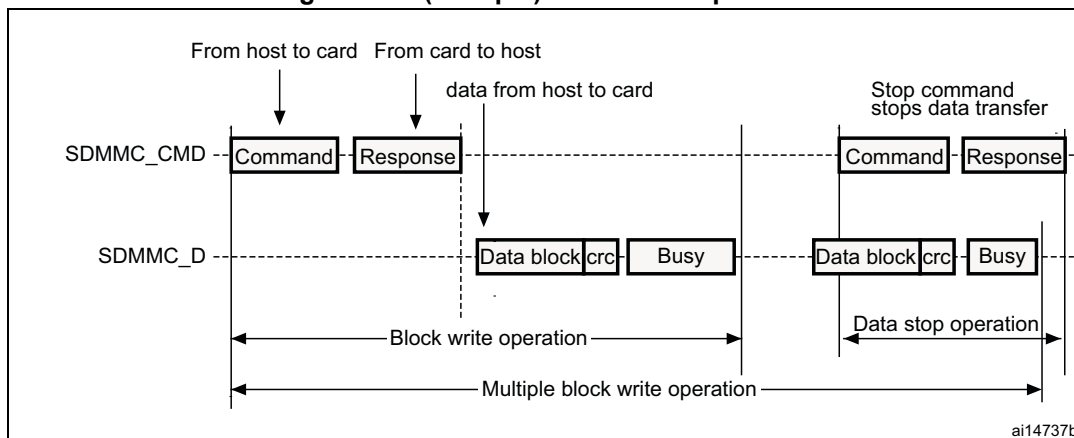 From host to card From card to host
data from host to card
Stop command
stops data transfer
SDMMC_CMD Command Response Command Response
SDMMC_D Data block crc Busy Data block crc Busy
Block write operation Data stop operation
Multiple block write operation
ai14737b